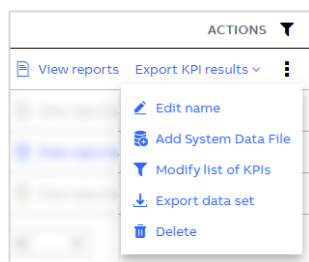 ACTIONS
View reports Export KPI results
Edit name
Add System Data File
Modify list of KPIs
Export data set
Delete